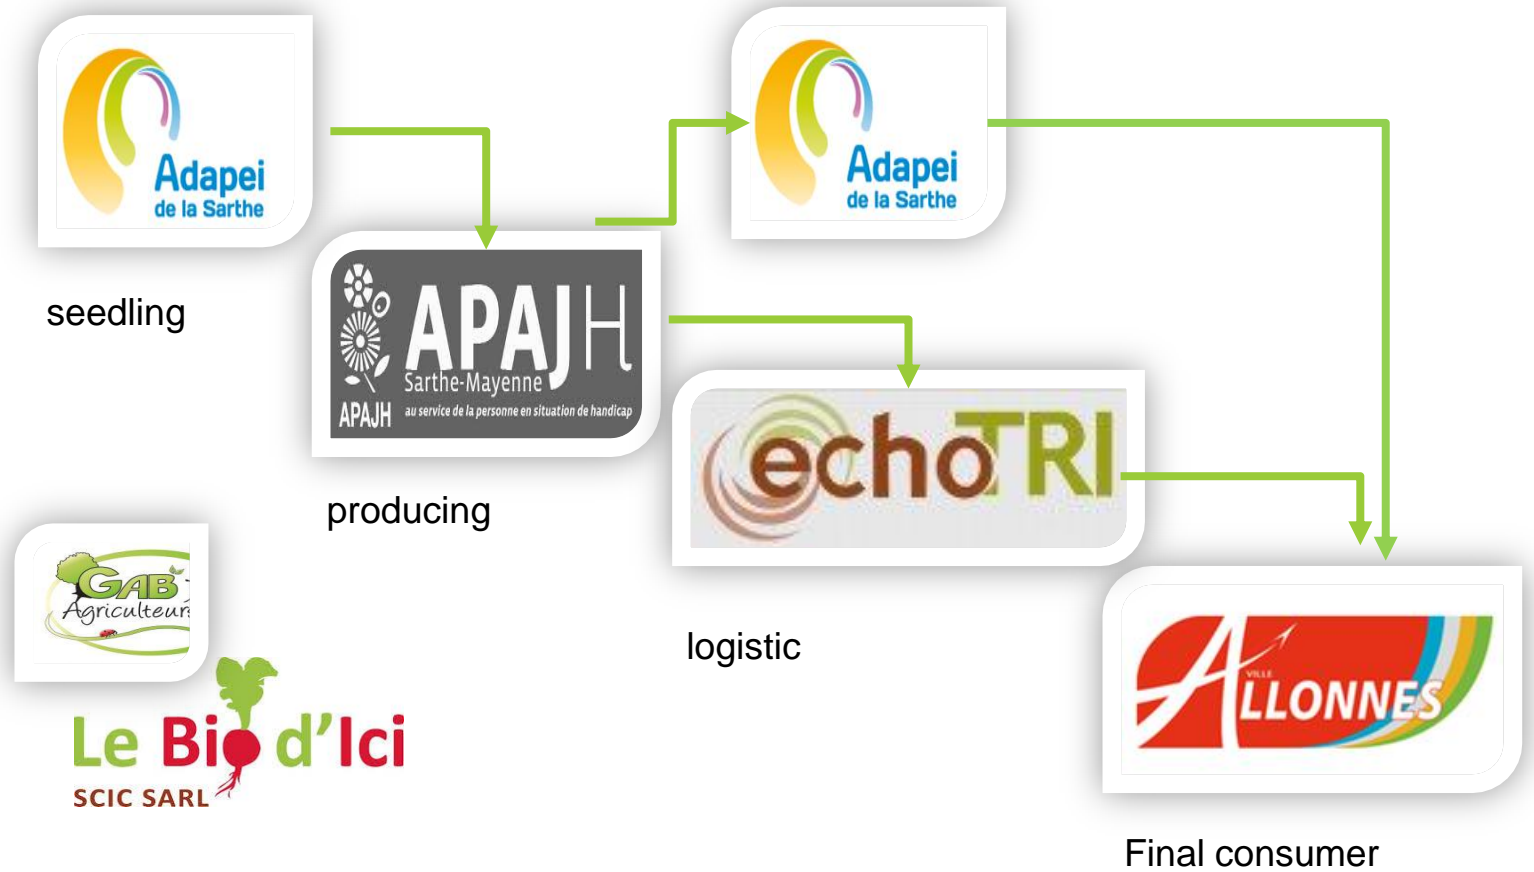 Adapei
de la Sarthe
Adapei
de la Sarthe
seedling
APAJH
Sarthe-Mayenne
APAJH
au service de la personne en situation de handicap
echoTRI
producing
GAB
Agriculteurs
logistic
VILLE
ALLONNES
Le Bio d'Ici
SCIC SARL
Final consumer